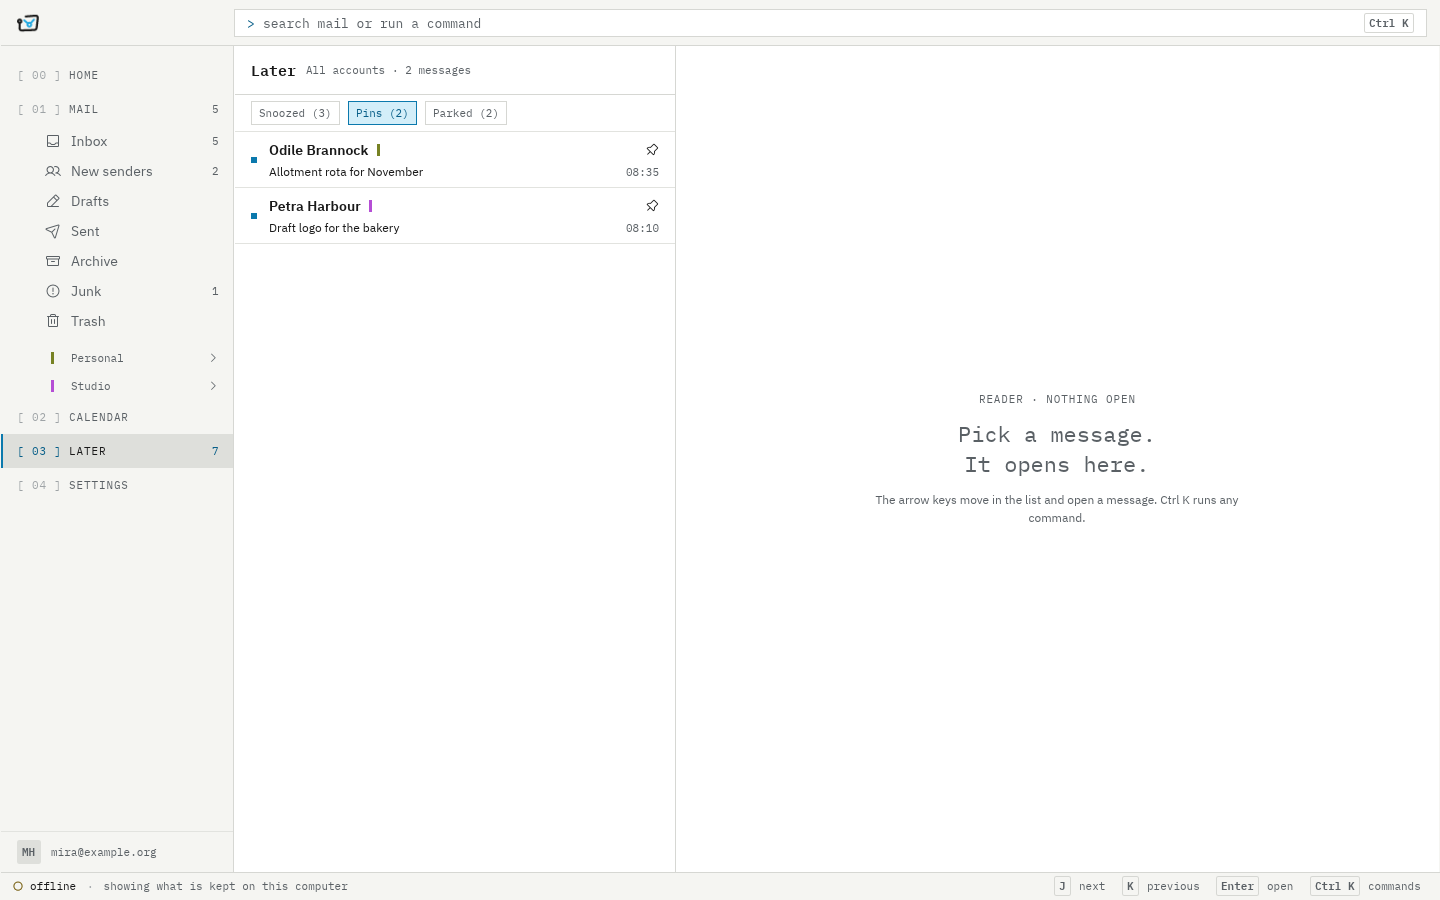 > search mail or run a command Ctrl K
[ 00 ] HOME
[ 01 ] MAIL 5
Inbox 5
New senders 2
Drafts
Sent
Archive
Junk 1
Trash
Personal
Studio
[ 02 ] CALENDAR
[ 03 ] LATER 7
[ 04 ] SETTINGS
MH mira@example.org
Later All accounts · 2 messages
Snoozed (3) Pins (2) Parked (2)
Odile Brannock
Allotment rota for November 08:35
Petra Harbour
Draft logo for the bakery 08:10
READER · NOTHING OPEN
Pick a message.
It opens here.
The arrow keys move in the list and open a message. Ctrl K runs any
command.
offline · showing what is kept on this computer
J next K previous Enter open Ctrl K commands